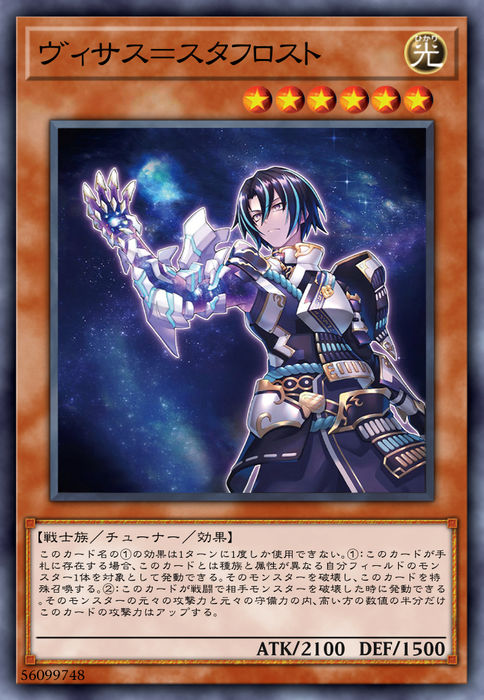 ヴィサス＝スタフロスト
ひかり
光
【戦士族／チューナー／効果】
このカード名の①の効果は1ターンに1度しか使用できない。①：このカードが手
札に存在する場合、このカードとは種族と属性が異なる自分フィールドのモン
スター1体を対象として発動できる。そのモンスターを破壊し、このカードを特
殊召喚する。②：このカードが戦闘で相手モンスターを破壊した時に発動できる
。そのモンスターの元々の攻撃力と元々の守備力の内、高い方の数値の半分だけ
このカードの攻撃力はアップする。
ATK/2100 DEF/1500
56099748